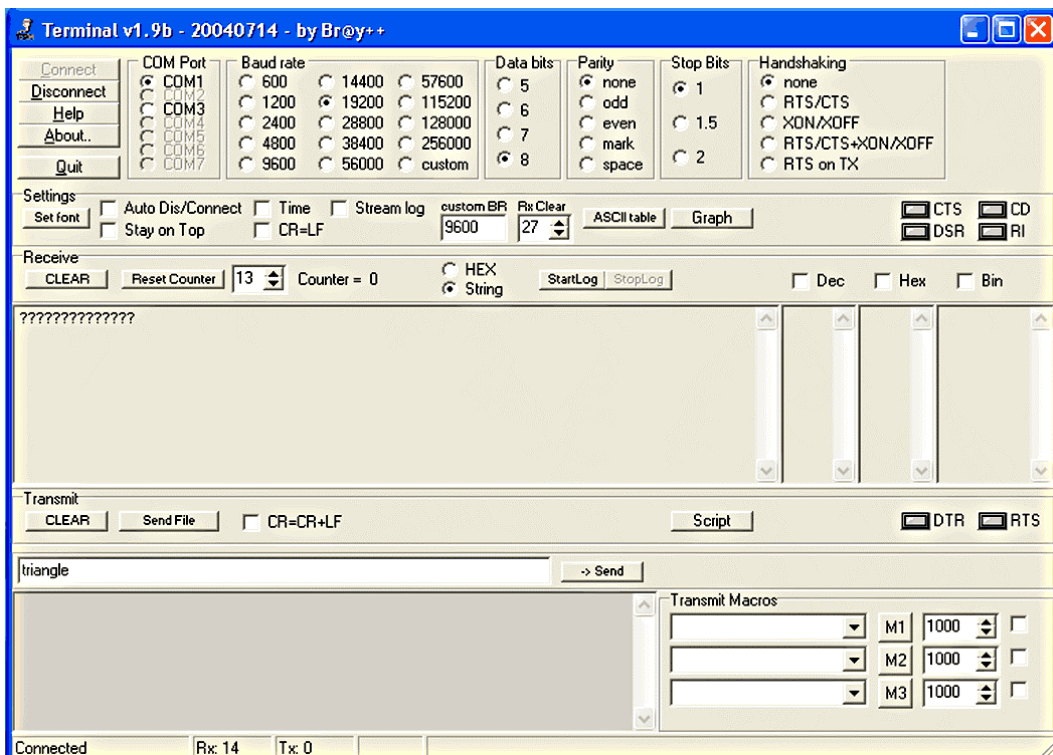 Terminal v1.9b - 20040714 - by Br@y++
Connect
Disconnect
Help
About..
Quit
COM Port
COM1
COM2
COM3
COM4
COM5
COM6
COM7
Baud rate
600 14400 57600
1200 19200 115200
2400 28800 128000
4800 38400 256000
9600 56000 custom
Data bits
5
6
7
8
Parity
none
odd
even
mark
space
Stop Bits
1
1.5
2
Handshaking
none
RTS/CTS
XON/XOFF
RTS/CTS+XON/XOFF
RTS on TX
Settings
Set font
Auto Dis/Connect Time Stream log
Stay on Top CR=LF
custom BR
9600
Rx Clear
27
ASCII table
Graph
CTS CD
DSR RI
Receive
CLEAR Reset Counter 13 Counter = 0
HEX
String
StartLog StopLog
Dec Hex Bin
??????????????
Transmit
CLEAR Send File CR=CR+LF Script DTR RTS
triangle -> Send
Transmit Macros
M1 1000
M2 1000
M3 1000
Connected Rx: 14 Tx: 0